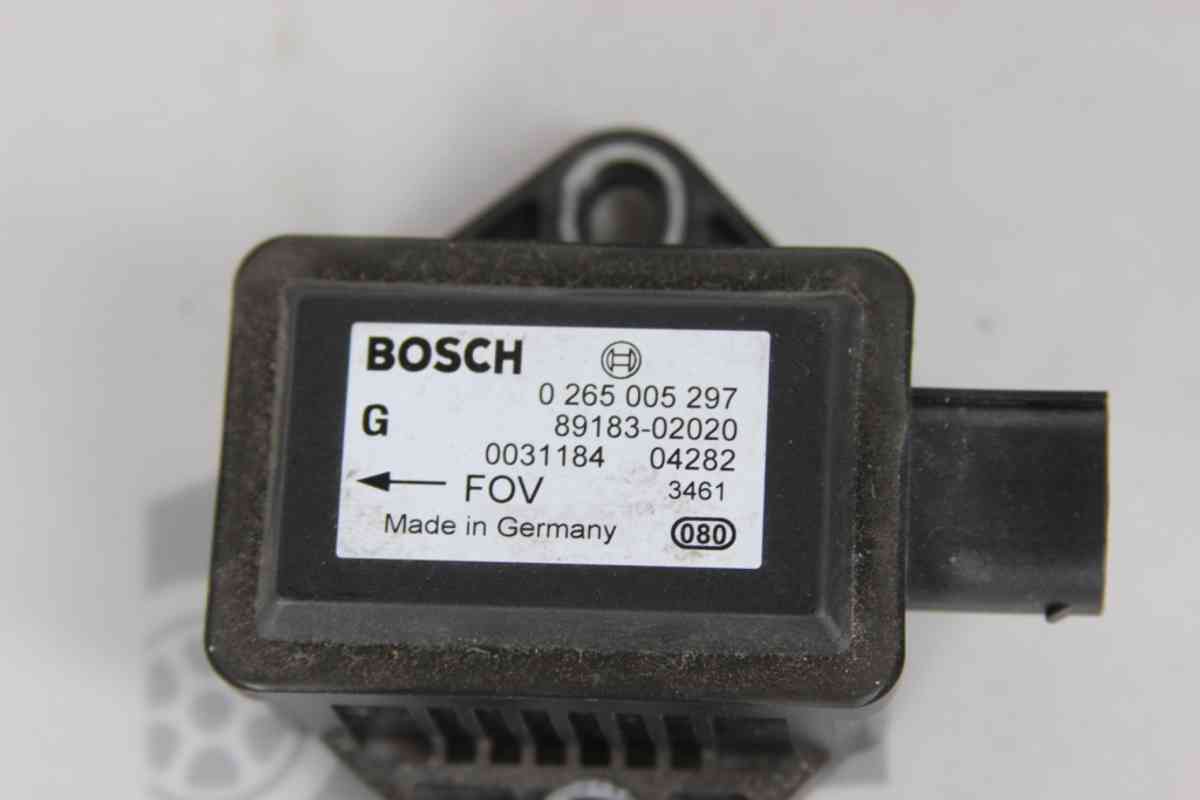 BOSCH
0 265 005 297
G 89183-02020
0031184 04282
FOV 3461
Made in Germany 080